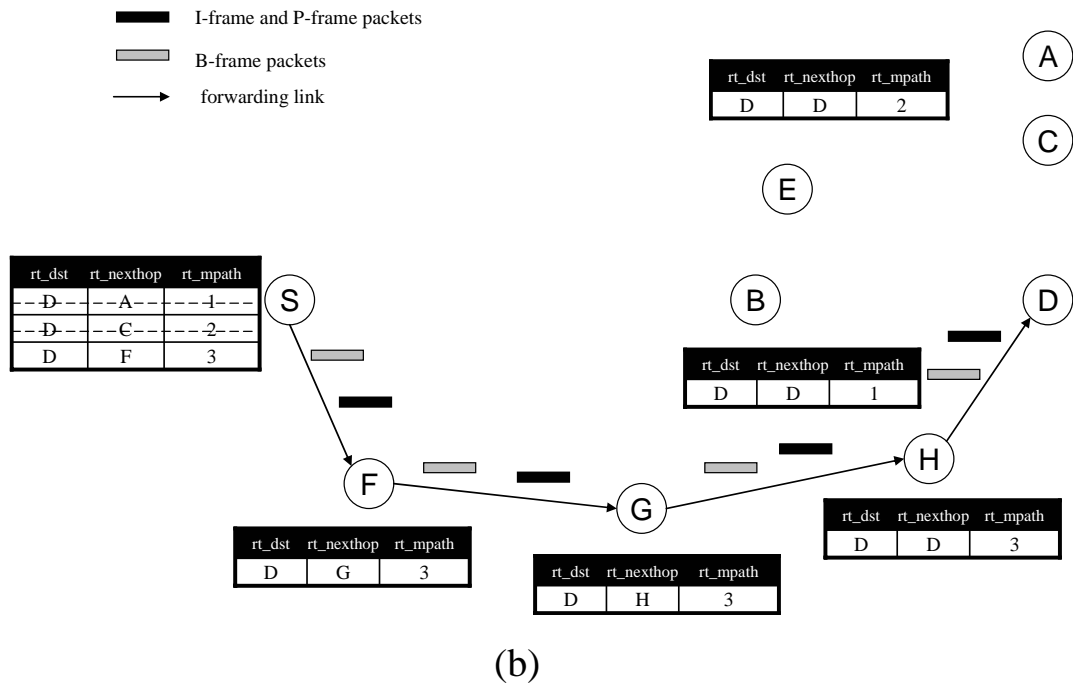 I-frame and P-frame packets
B-frame packets
forwarding link
A
rt_dst rt_nexthop rt_mpath
D D 2
C
E
rt_dst rt_nexthop rt_mpath
D A 1
D C 2
D F 3
S
B
D
rt_dst rt_nexthop rt_mpath
D D 1
H
F
G
rt_dst rt_nexthop rt_mpath
D D 3
rt_dst rt_nexthop rt_mpath
D G 3
rt_dst rt_nexthop rt_mpath
D H 3
(b)